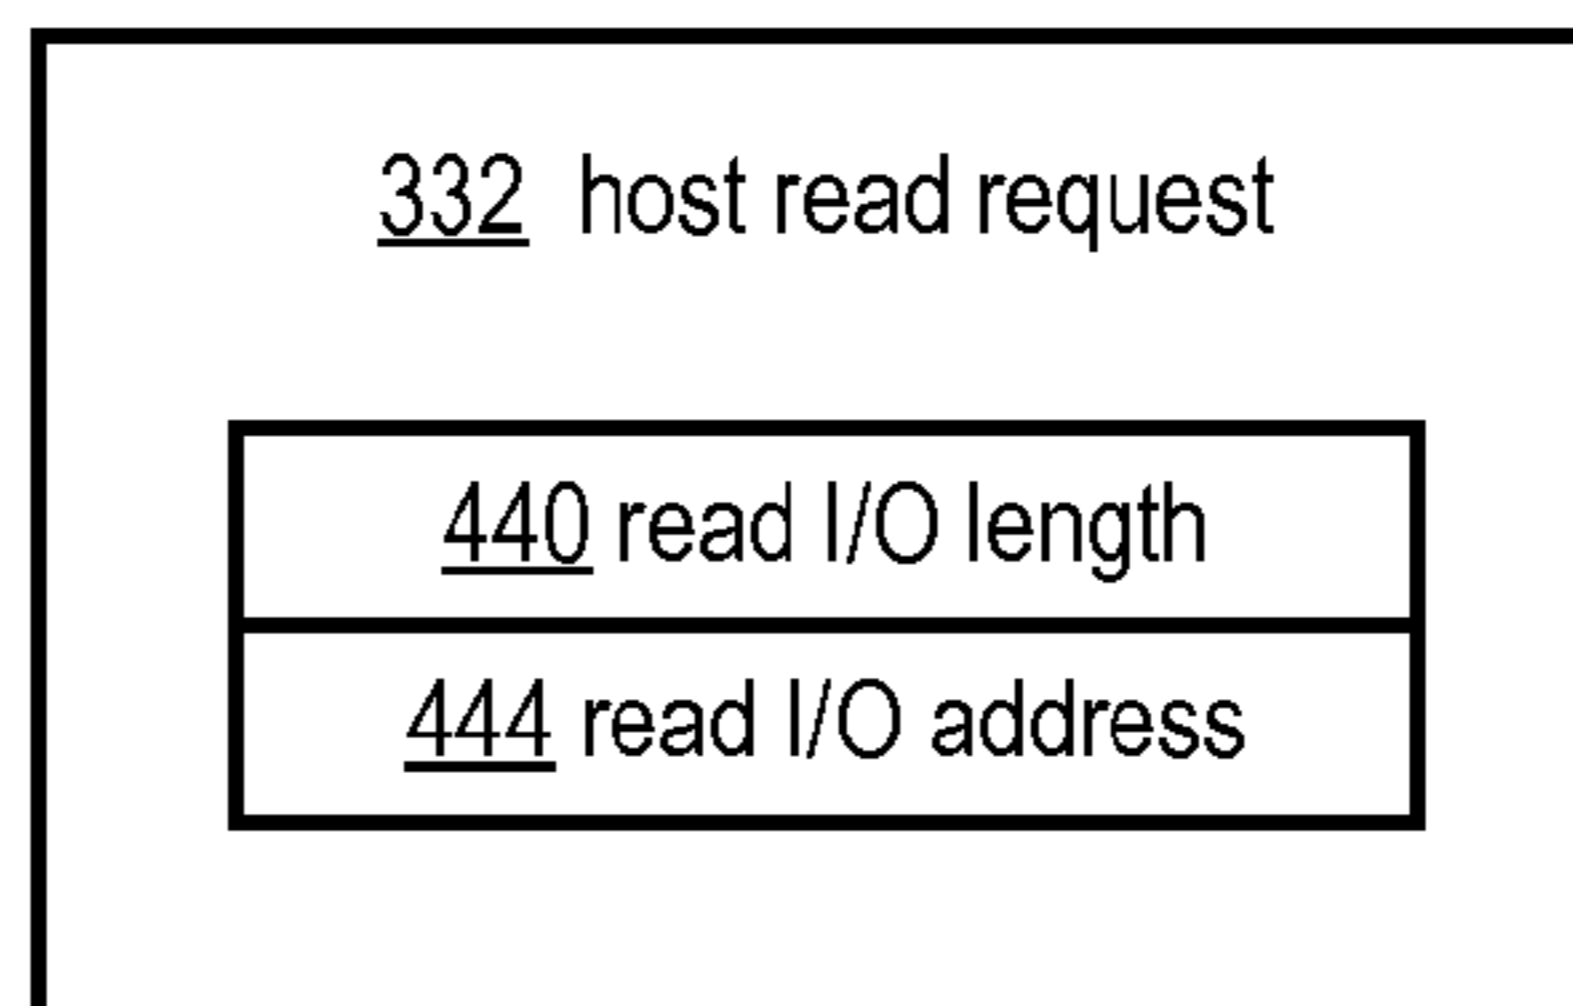 332 host read request
440 read I/O length
444 read I/O address